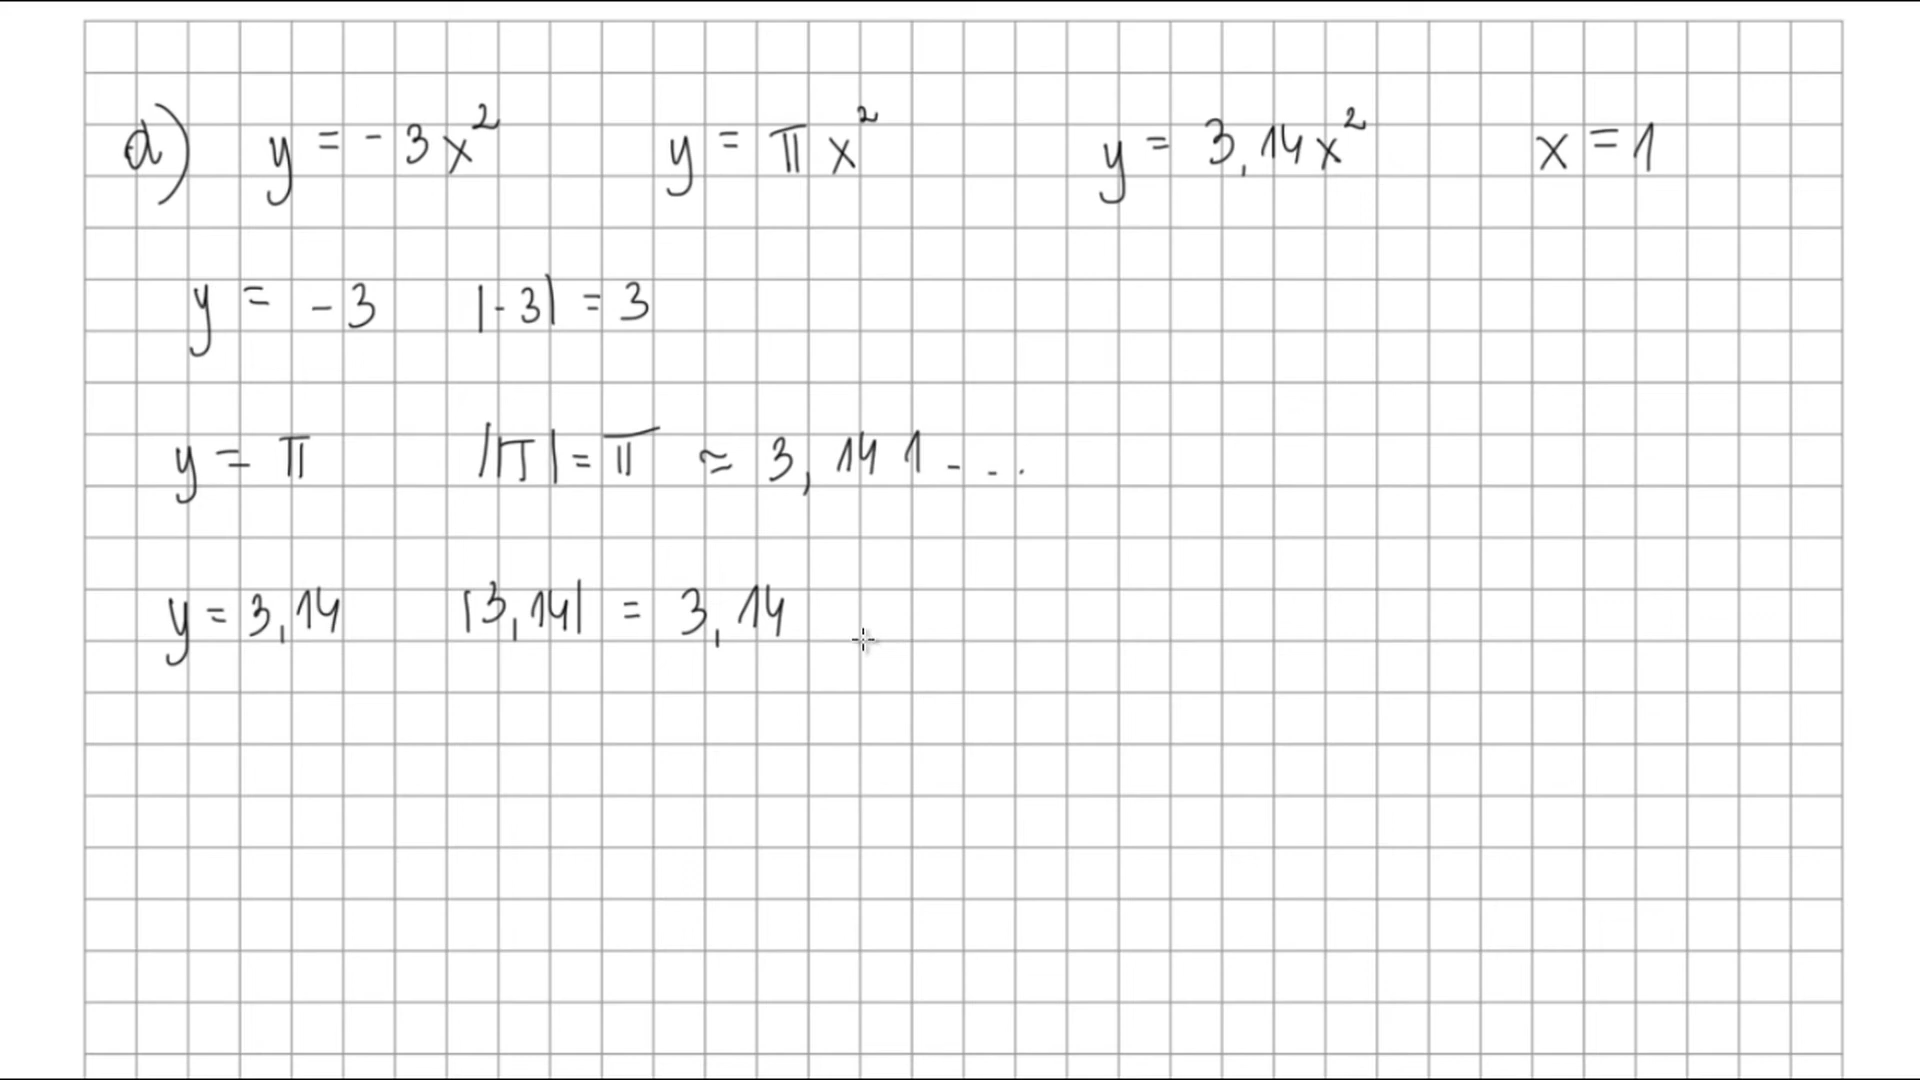 d) y = -3x² y = πx² y = 3,14x² x = 1
y = -3 |-3| = 3
y = π |π| = π ≈ 3,141---.
y = 3,14 |3,14| = 3,14